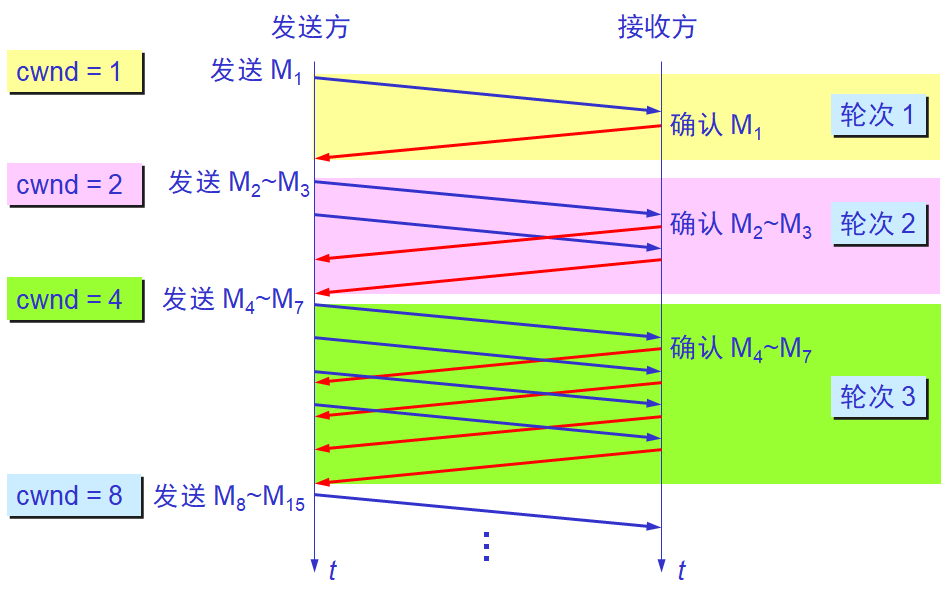 发送方 接收方
cwnd = 1 发送 M1
确认 M1 轮次 1
cwnd = 2 发送 M2~M3
确认 M2~M3 轮次 2
cwnd = 4 发送 M4~M7
确认 M4~M7
轮次 3
cwnd = 8 发送 M8~M15
t t